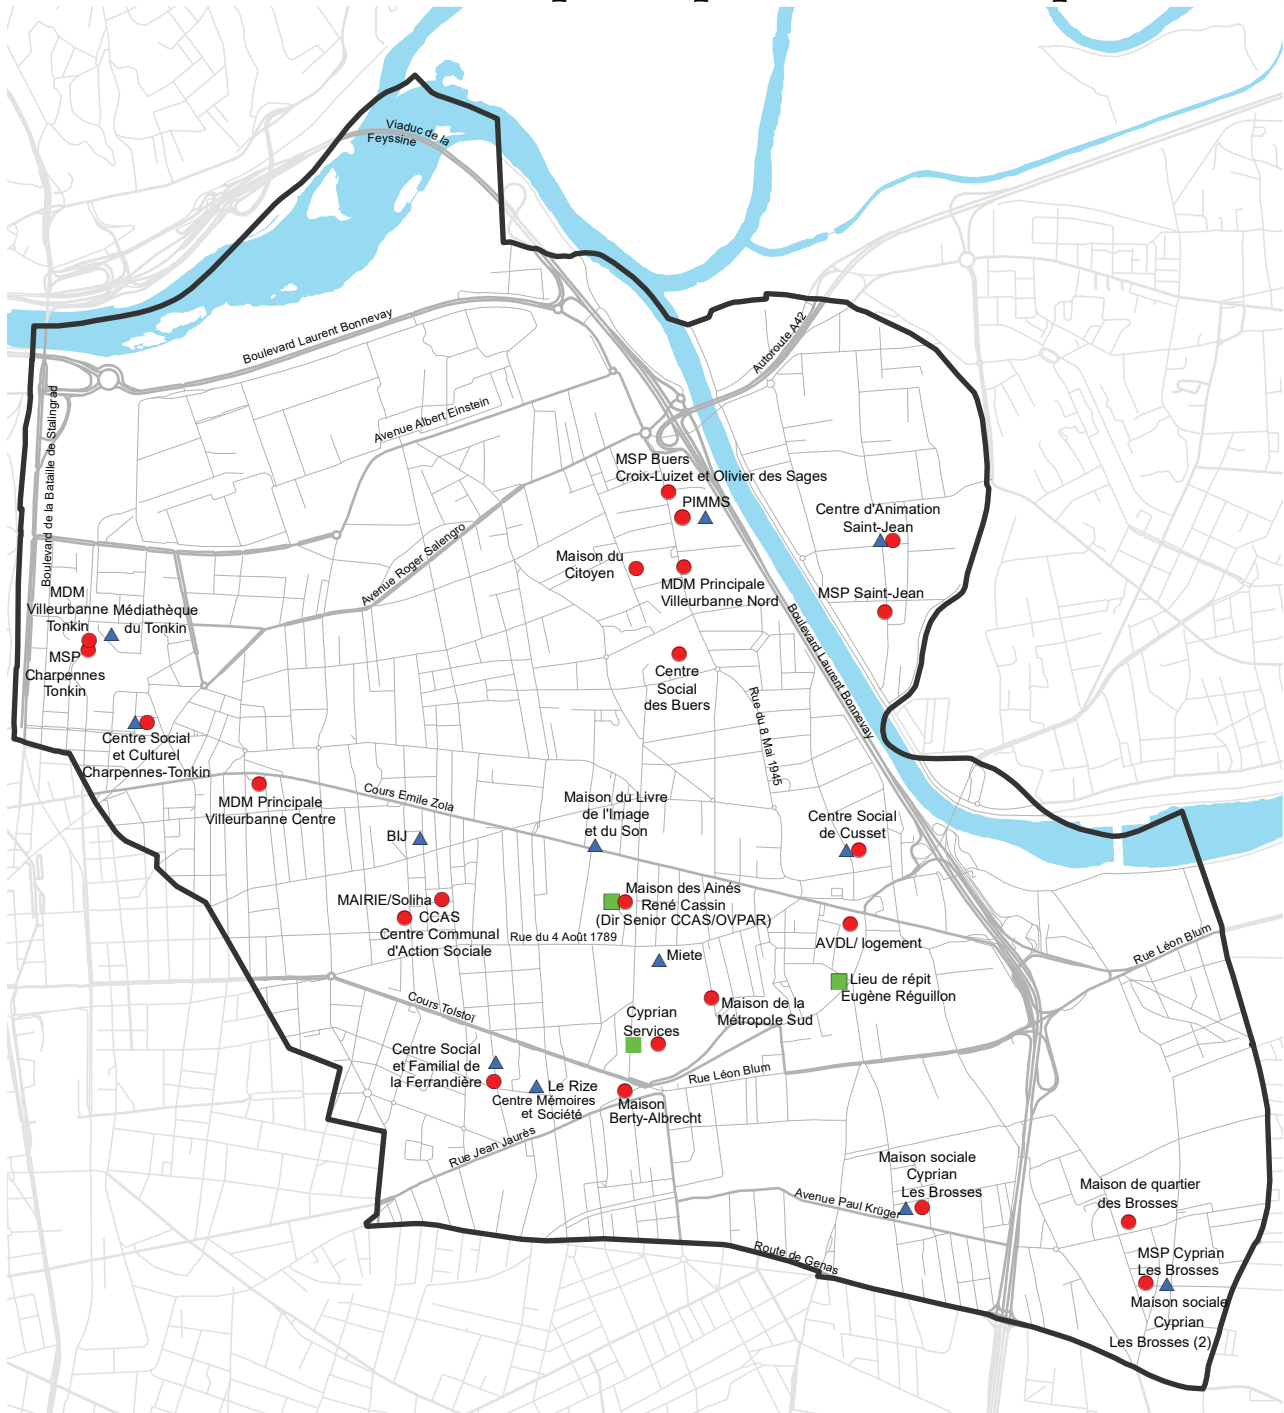 Viaduc de la
Feyssine
Boulevard Laurent Bonnevay
Autoroute A42
Boulevard de la Bataille de Stalingrad
Avenue Albert Einstein
MSP Buers
Croix-Luizet et Olivier des Sages
PIMMS
Centre d'Animation
Saint-Jean
Avenue Roger Salengro
Maison du
Citoyen
MDM Principale
Villeurbanne Nord
MSP Saint-Jean
MDM
Villeurbanne
Tonkin
Médiathèque
du Tonkin
MSP
Charpennes
Tonkin
Boulevard Laurent Bonnevay
Centre
Social
des Buers
Rue du 8 Mai 1945
Centre Social
et Culturel
Charpennes-Tonkin
MDM Principale
Villeurbanne Centre
Cours Emile Zola
Maison du Livre
de l'Image
et du Son
Centre Social
de Cusset
BIJ
MAIRIE/Soliha
CCAS
Centre Communal
d'Action Sociale
Maison des Ainés
René Cassin
(Dir Senior CCAS/OVPAR)
Rue du 4 Août 1789
AVDL/ logement
Rue Léon Blum
Miete
Lieu de répit
Eugène Réguillon
Cours Tolstoï
Maison de la
Métropole Sud
Cyprian
Services
Centre Social
et Familial de
la Ferrandière
Le Rize
Centre Mémoires
et Société
Rue Léon Blum
Maison
Berty-Albrecht
Rue Jean Jaurès
Maison sociale
Cyprian
Les Brosses
Avenue Paul Krüger
Maison de quartier
des Brosses
Route de Genas
MSP Cyprian
Les Brosses
Maison sociale
Cyprian
Les Brosses (2)